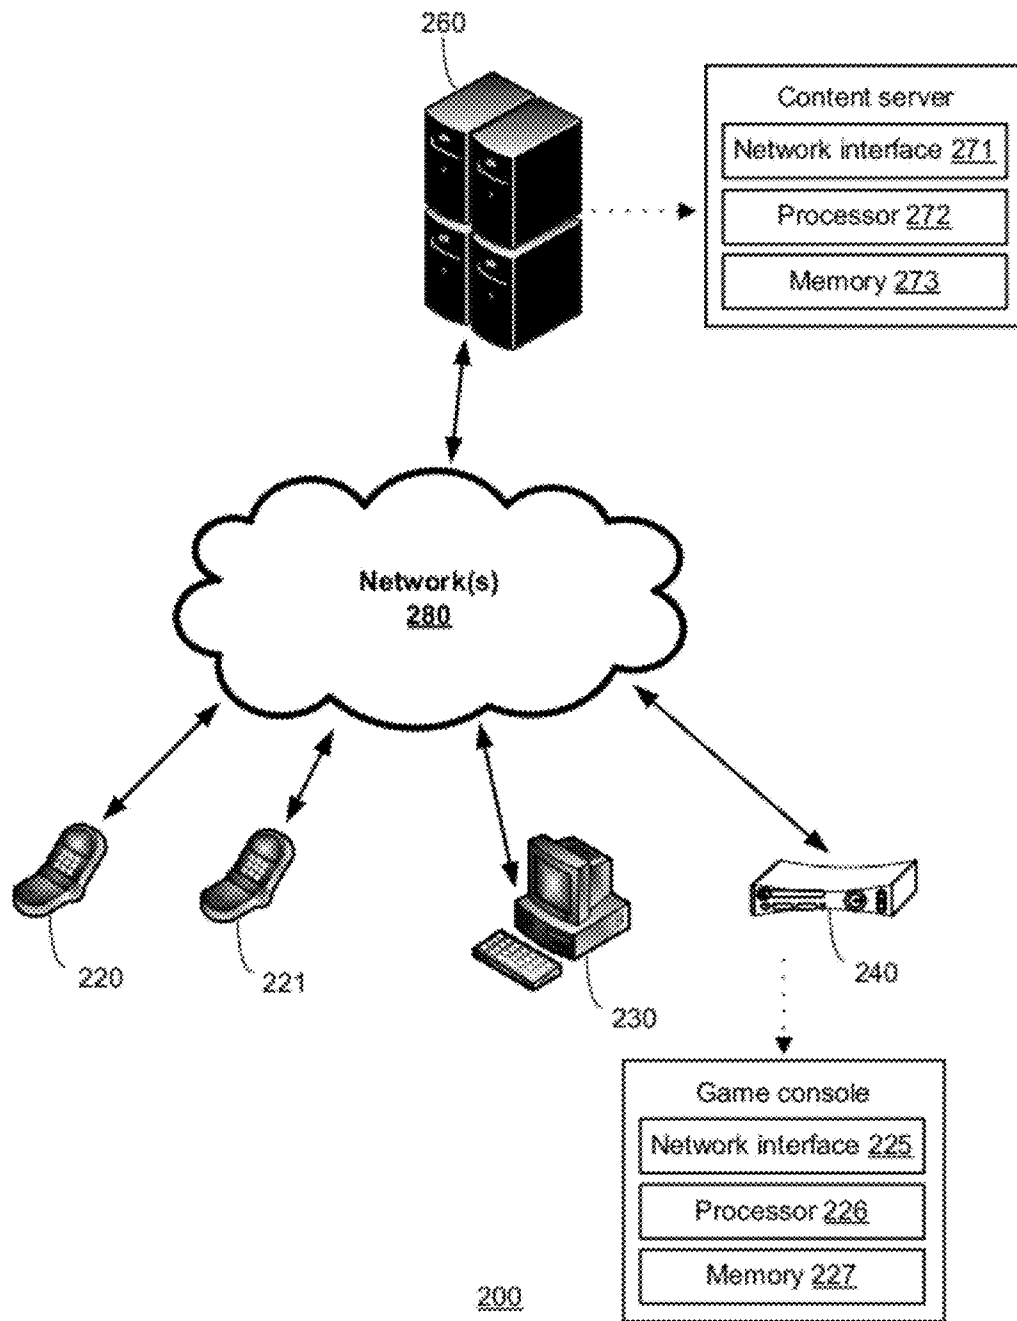 260
Content server
Network interface 271
Processor 272
Memory 273
Network(s)
280
220
221
230
240
Game console
Network interface 225
Processor 226
Memory 227
200